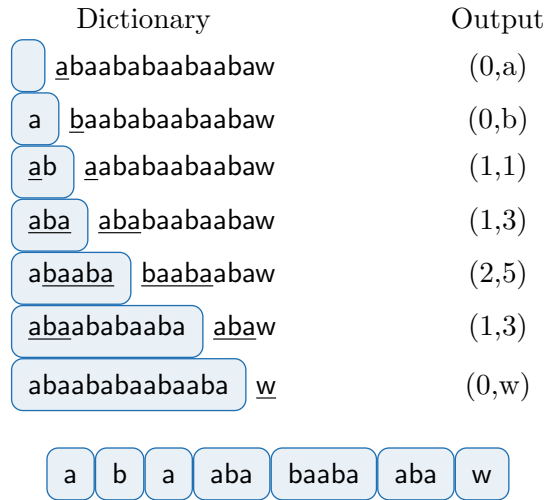 Dictionary Output
abaababaabaabaw (0,a)
a baababaabaabaw (0,b)
ab aababaabaabaw (1,1)
aba ababaabaabaw (1,3)
abaaba baabaabaw (2,5)
abaababaaba abaw (1,3)
abaababaabaaba w (0,w)
a b a aba baaba aba w